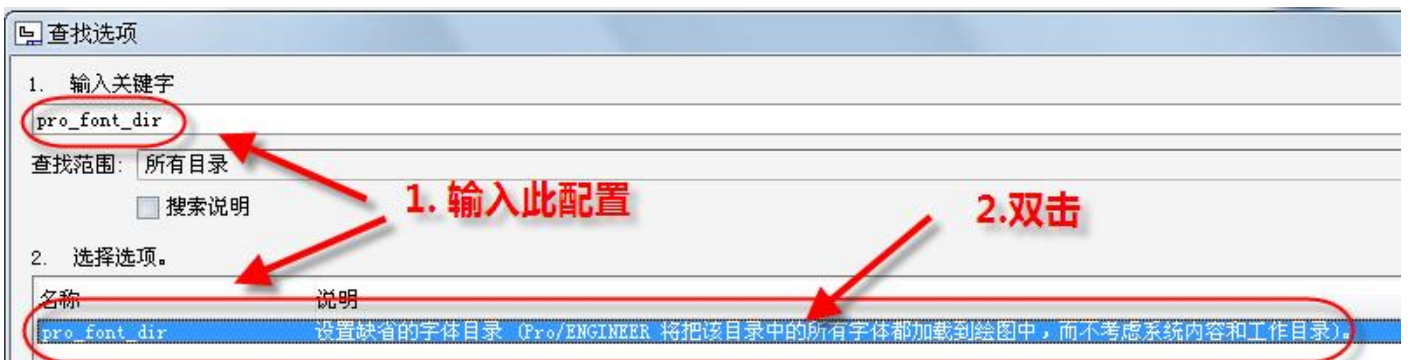 查找选项
1. 输入关键字
pro_font_dir
查找范围: 所有目录
搜索说明
1. 输入此配置
2.双击
2. 选择选项。
名称 说明
pro_font_dir 设置缺省的字体目录 (Pro/ENGINEER 将把该目录中的所有字体都加载到绘图中，而不考虑系统内容和工作目录)。